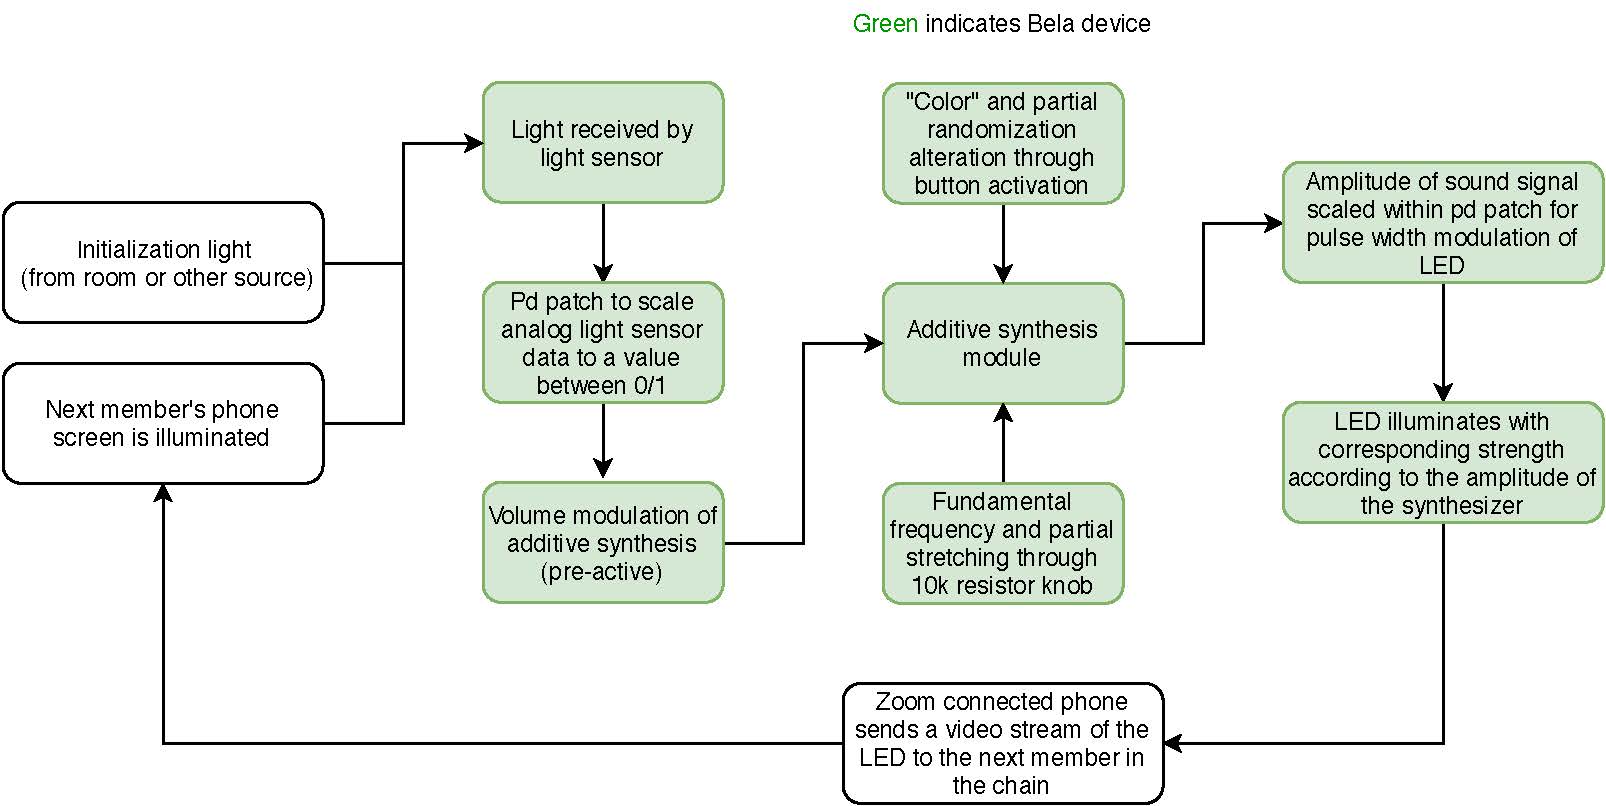 Green indicates Bela device
Initialization light
(from room or other source)
Next member's phone
screen is illuminated
Light received by
light sensor
Pd patch to scale
analog light sensor
data to a value
between 0/1
Volume modulation of
additive synthesis
(pre-active)
"Color" and partial
randomization
alteration through
button activation
Additive synthesis
module
Fundamental
frequency and partial
stretching through
10k resistor knob
Amplitude of sound signal
scaled within pd patch for
pulse width modulation of
LED
LED illuminates with
corresponding strength
according to the amplitude of
the synthesizer
Zoom connected phone
sends a video stream of the
LED to the next member in
the chain